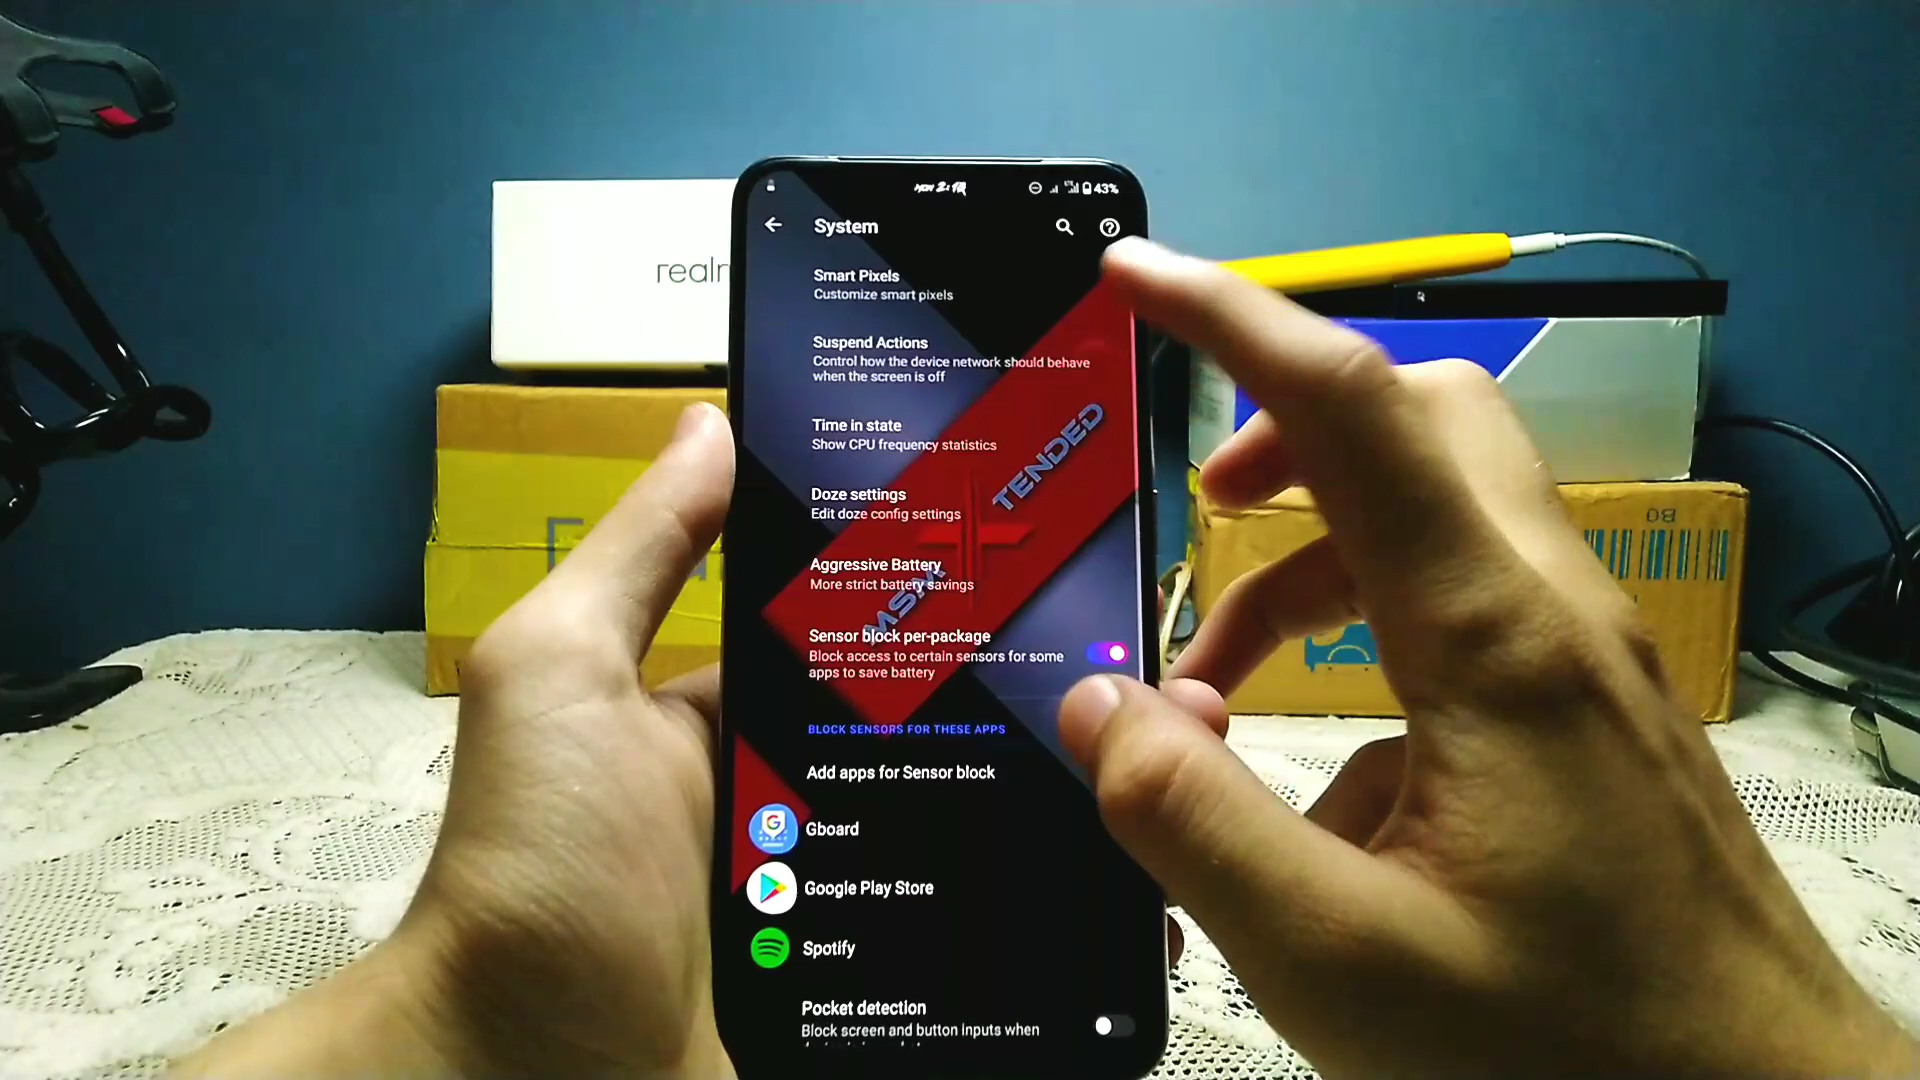 43%
System
Smart Pixels
Customize smart pixels
Suspend Actions
Control how the device network should behave
when the screen is off
Time in state
Show CPU frequency statistics
Doze settings
Edit doze config settings
Aggressive Battery
More strict battery savings
Sensor block per-package
Block access to certain sensors for some
apps to save battery
BLOCK SENSORS FOR THESE APPS
Add apps for Sensor block
Gboard
Google Play Store
Spotify
Pocket detection
Block screen and button inputs when
MSM
TENDED
realm